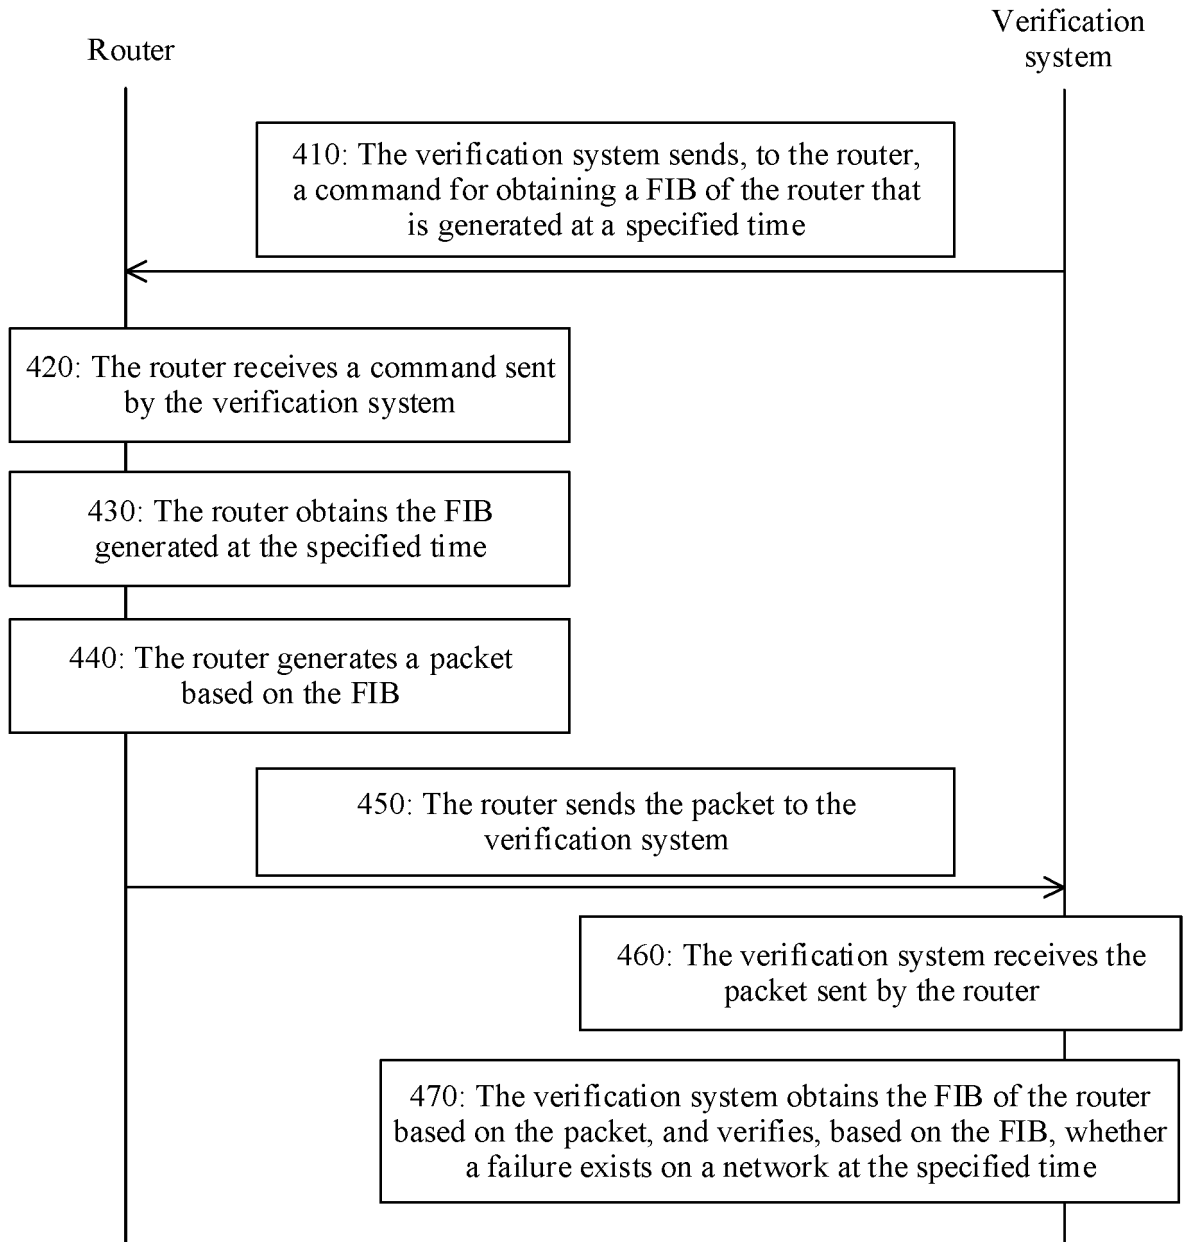 Router
Verification
system
410: The verification system sends, to the router,
a command for obtaining a FIB of the router that
is generated at a specified time
420: The router receives a command sent
by the verification system
430: The router obtains the FIB
generated at the specified time
440: The router generates a packet
based on the FIB
450: The router sends the packet to the
verification system
460: The verification system receives the
packet sent by the router
470: The verification system obtains the FIB of the router
based on the packet, and verifies, based on the FIB, whether
a failure exists on a network at the specified time